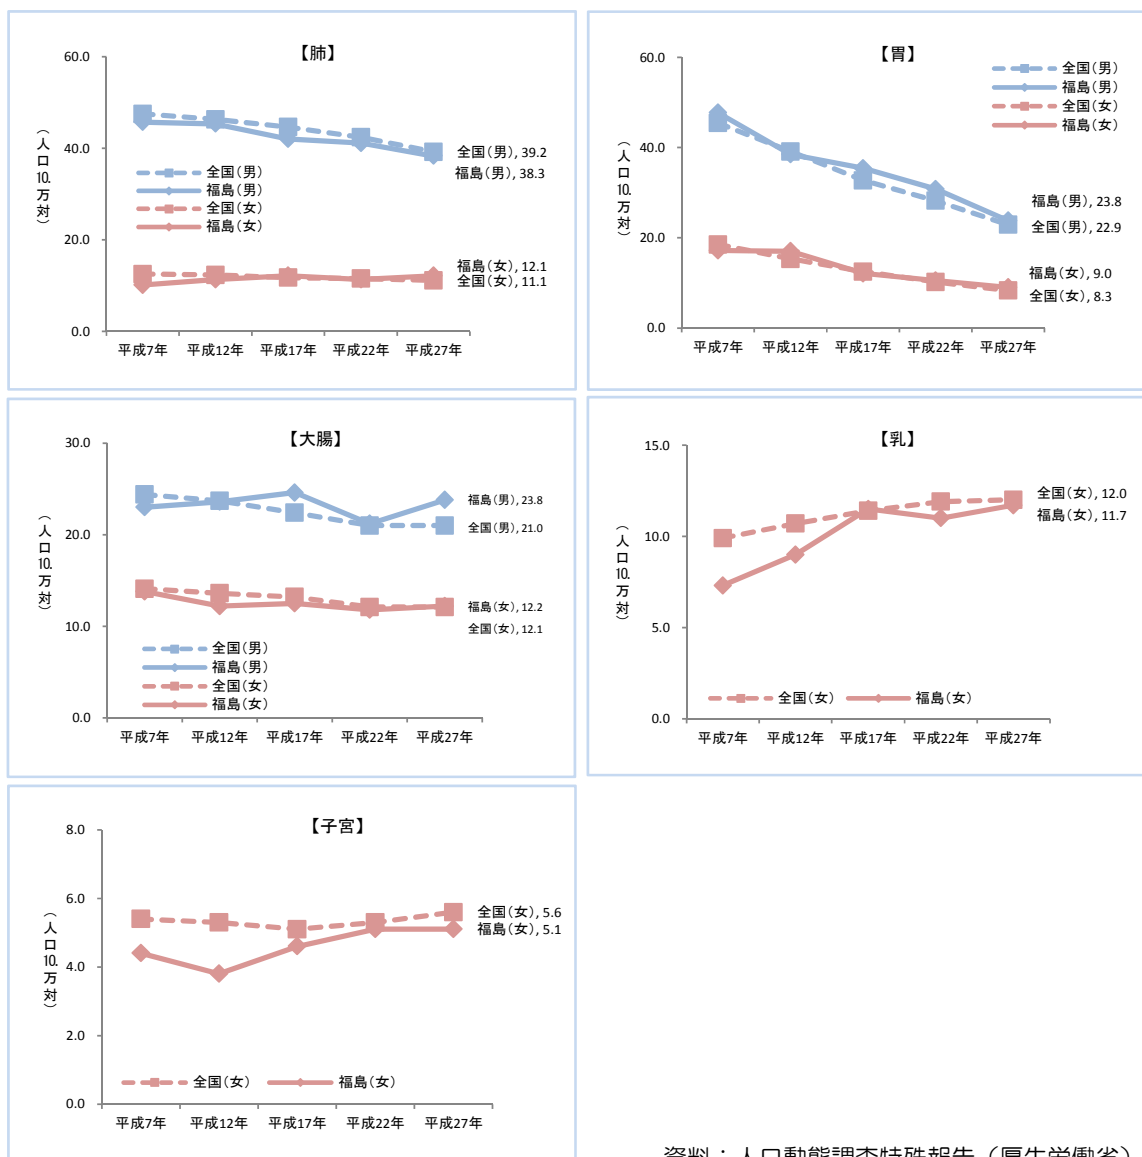 【肺】
60.0
40.0
20.0
0.0
(人口10万対)
全国(男)
福島(男)
全国(女)
福島(女)
全国(男), 39.2
福島(男), 38.3
福島(女), 12.1
全国(女), 11.1
平成7年 平成12年 平成17年 平成22年 平成27年
【胃】
60.0
40.0
20.0
0.0
(人口10万対)
全国(男)
福島(男)
全国(女)
福島(女)
福島(男), 23.8
全国(男), 22.9
福島(女), 9.0
全国(女), 8.3
平成7年 平成12年 平成17年 平成22年 平成27年
【大腸】
30.0
20.0
10.0
0.0
(人口10万対)
福島(男), 23.8
全国(男), 21.0
福島(女), 12.2
全国(女), 12.1
全国(男)
福島(男)
全国(女)
福島(女)
平成7年 平成12年 平成17年 平成22年 平成27年
【乳】
15.0
10.0
5.0
0.0
(人口10万対)
全国(女), 12.0
福島(女), 11.7
全国(女) 福島(女)
平成7年 平成12年 平成17年 平成22年 平成27年
【子宮】
8.0
6.0
4.0
2.0
0.0
(人口10万対)
全国(女), 5.6
福島(女), 5.1
全国(女) 福島(女)
平成7年 平成12年 平成17年 平成22年 平成27年
資料：人口動態調査特殊報告（厚生労働省）